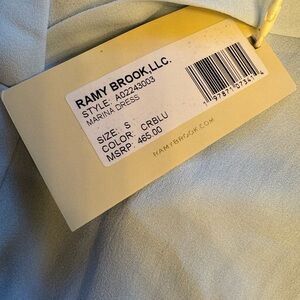 RAMY BROOK,LLC.
STYLE A02243003
MARINA DRESS
SIZE: S
COLOR: CRBLU
MSRP: 465.00
RAMYBROOK.COM